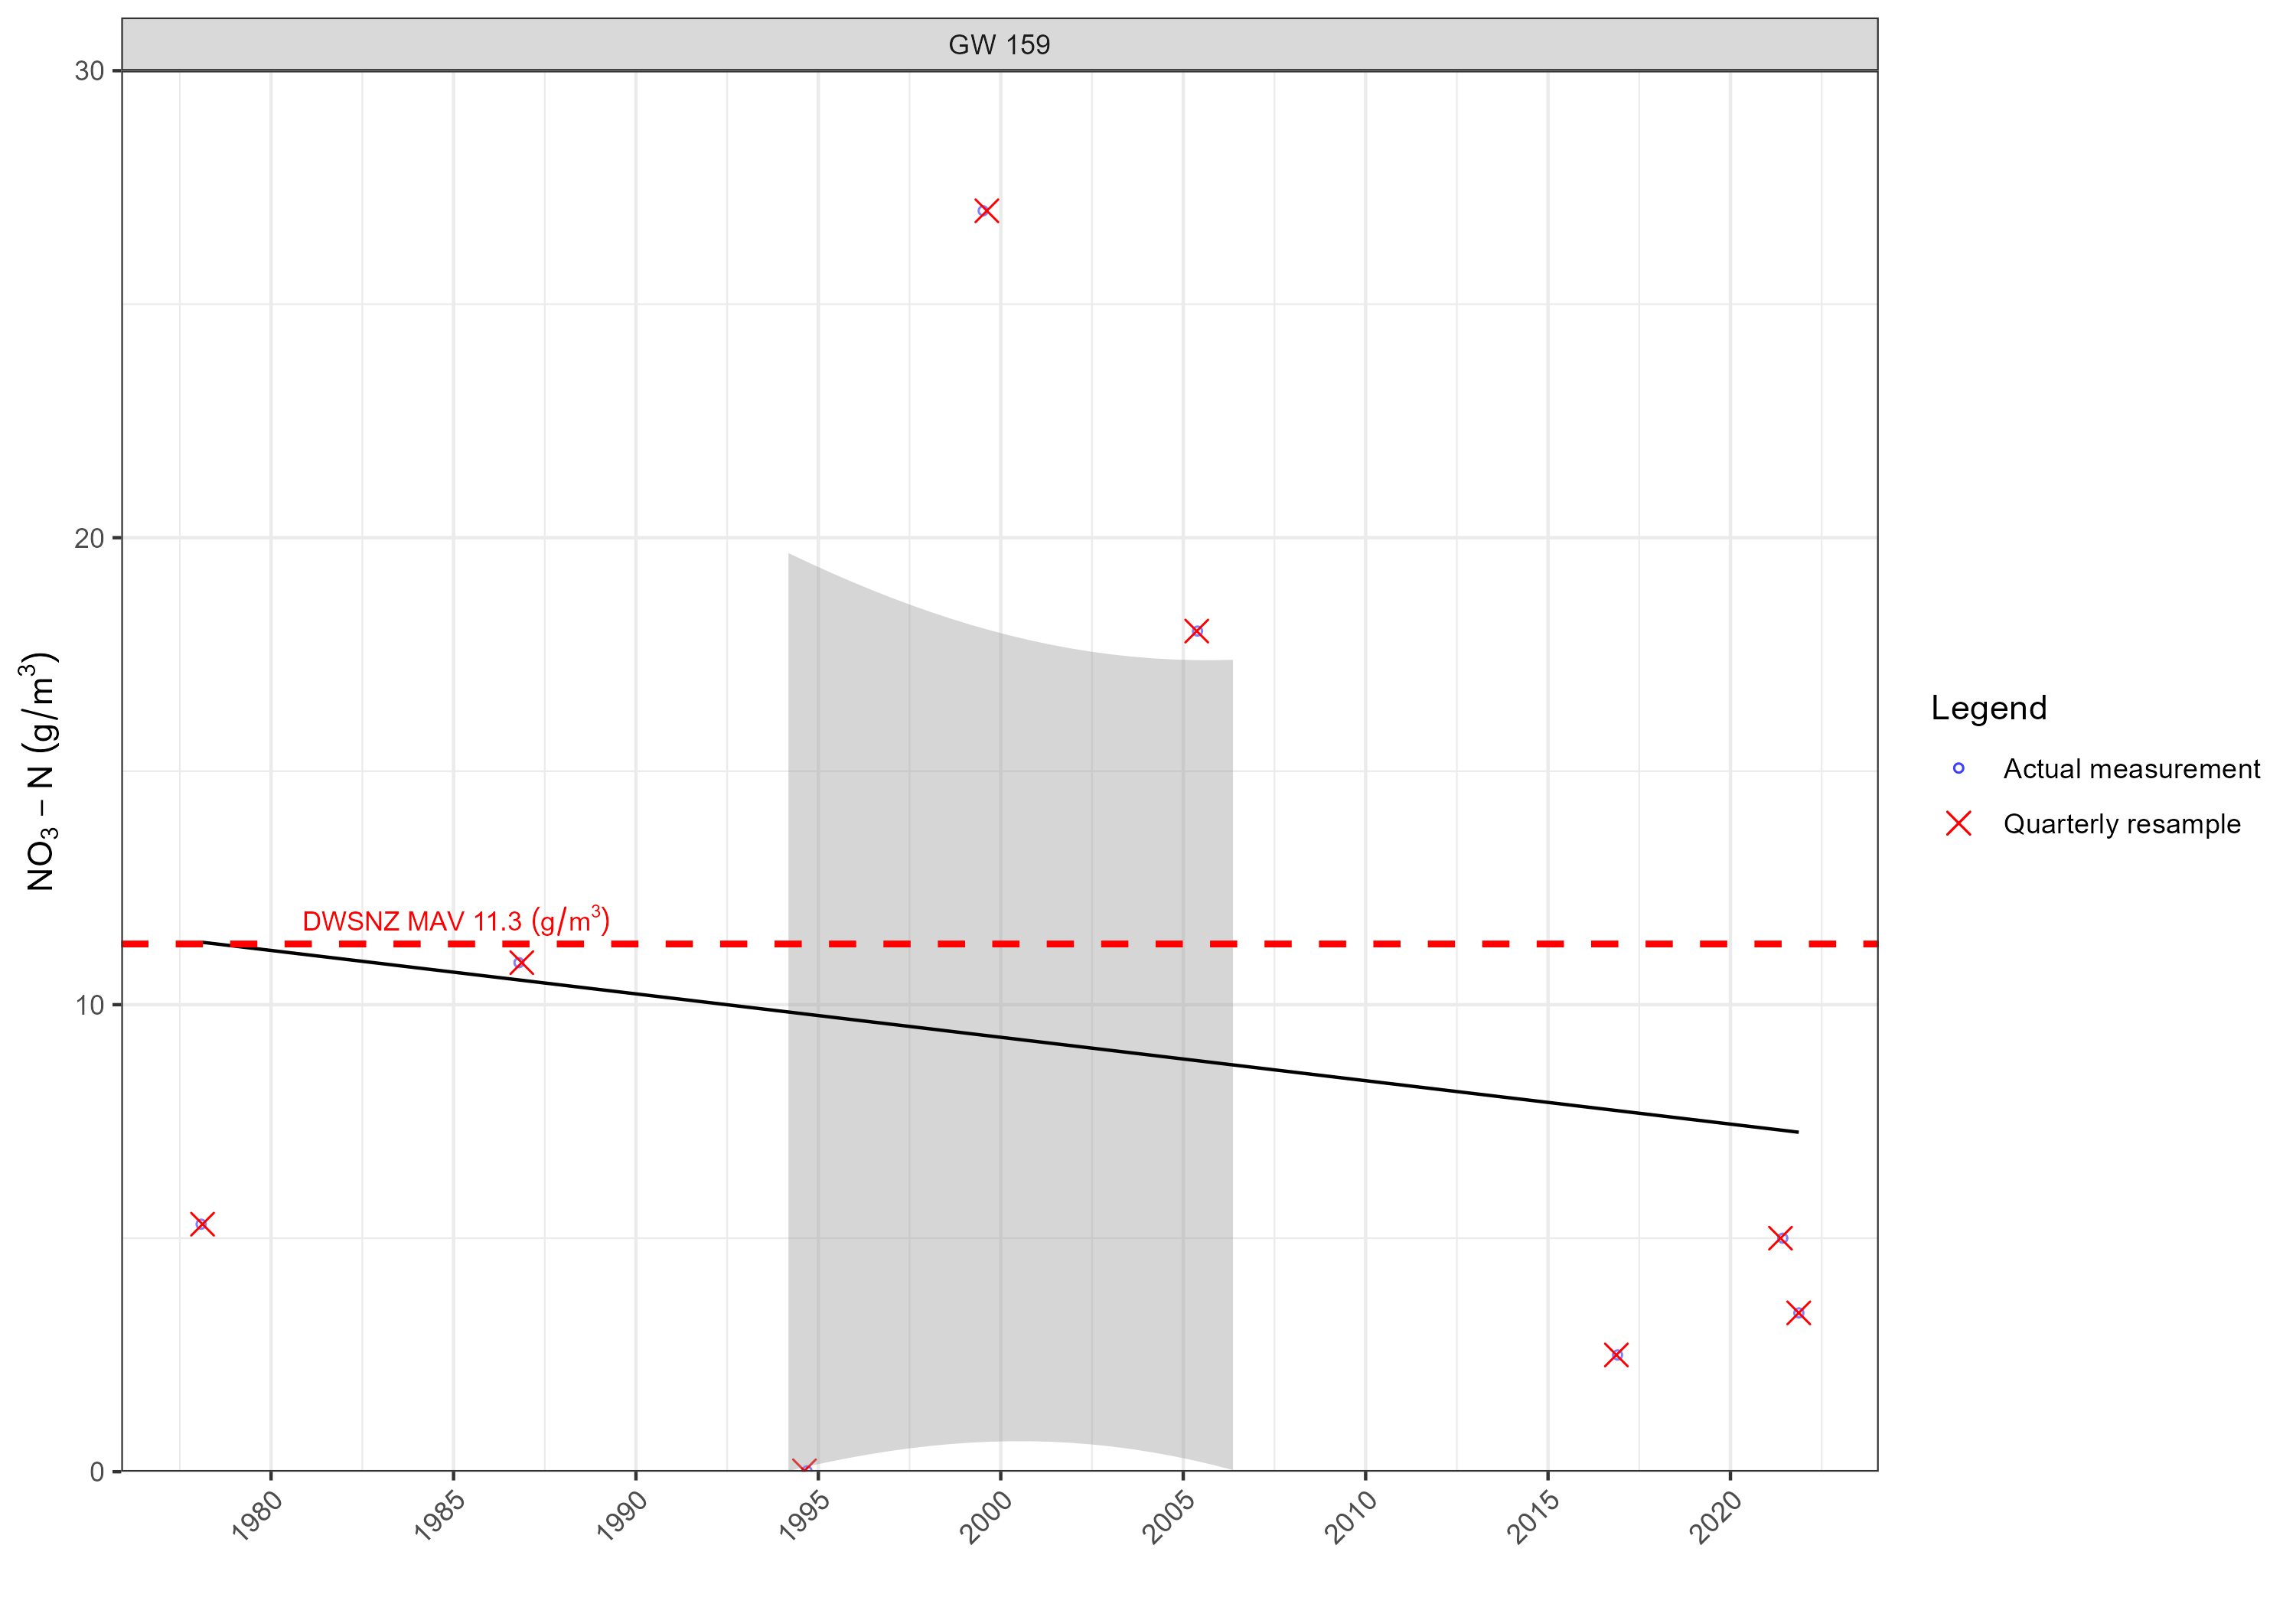 GW 159
30
20
10
0
NO₃ – N (g/m³)
DWSNZ MAV 11.3 (g/m³)
1980
1985
1990
1995
2000
2005
2010
2015
2020
Legend
Actual measurement
Quarterly resample